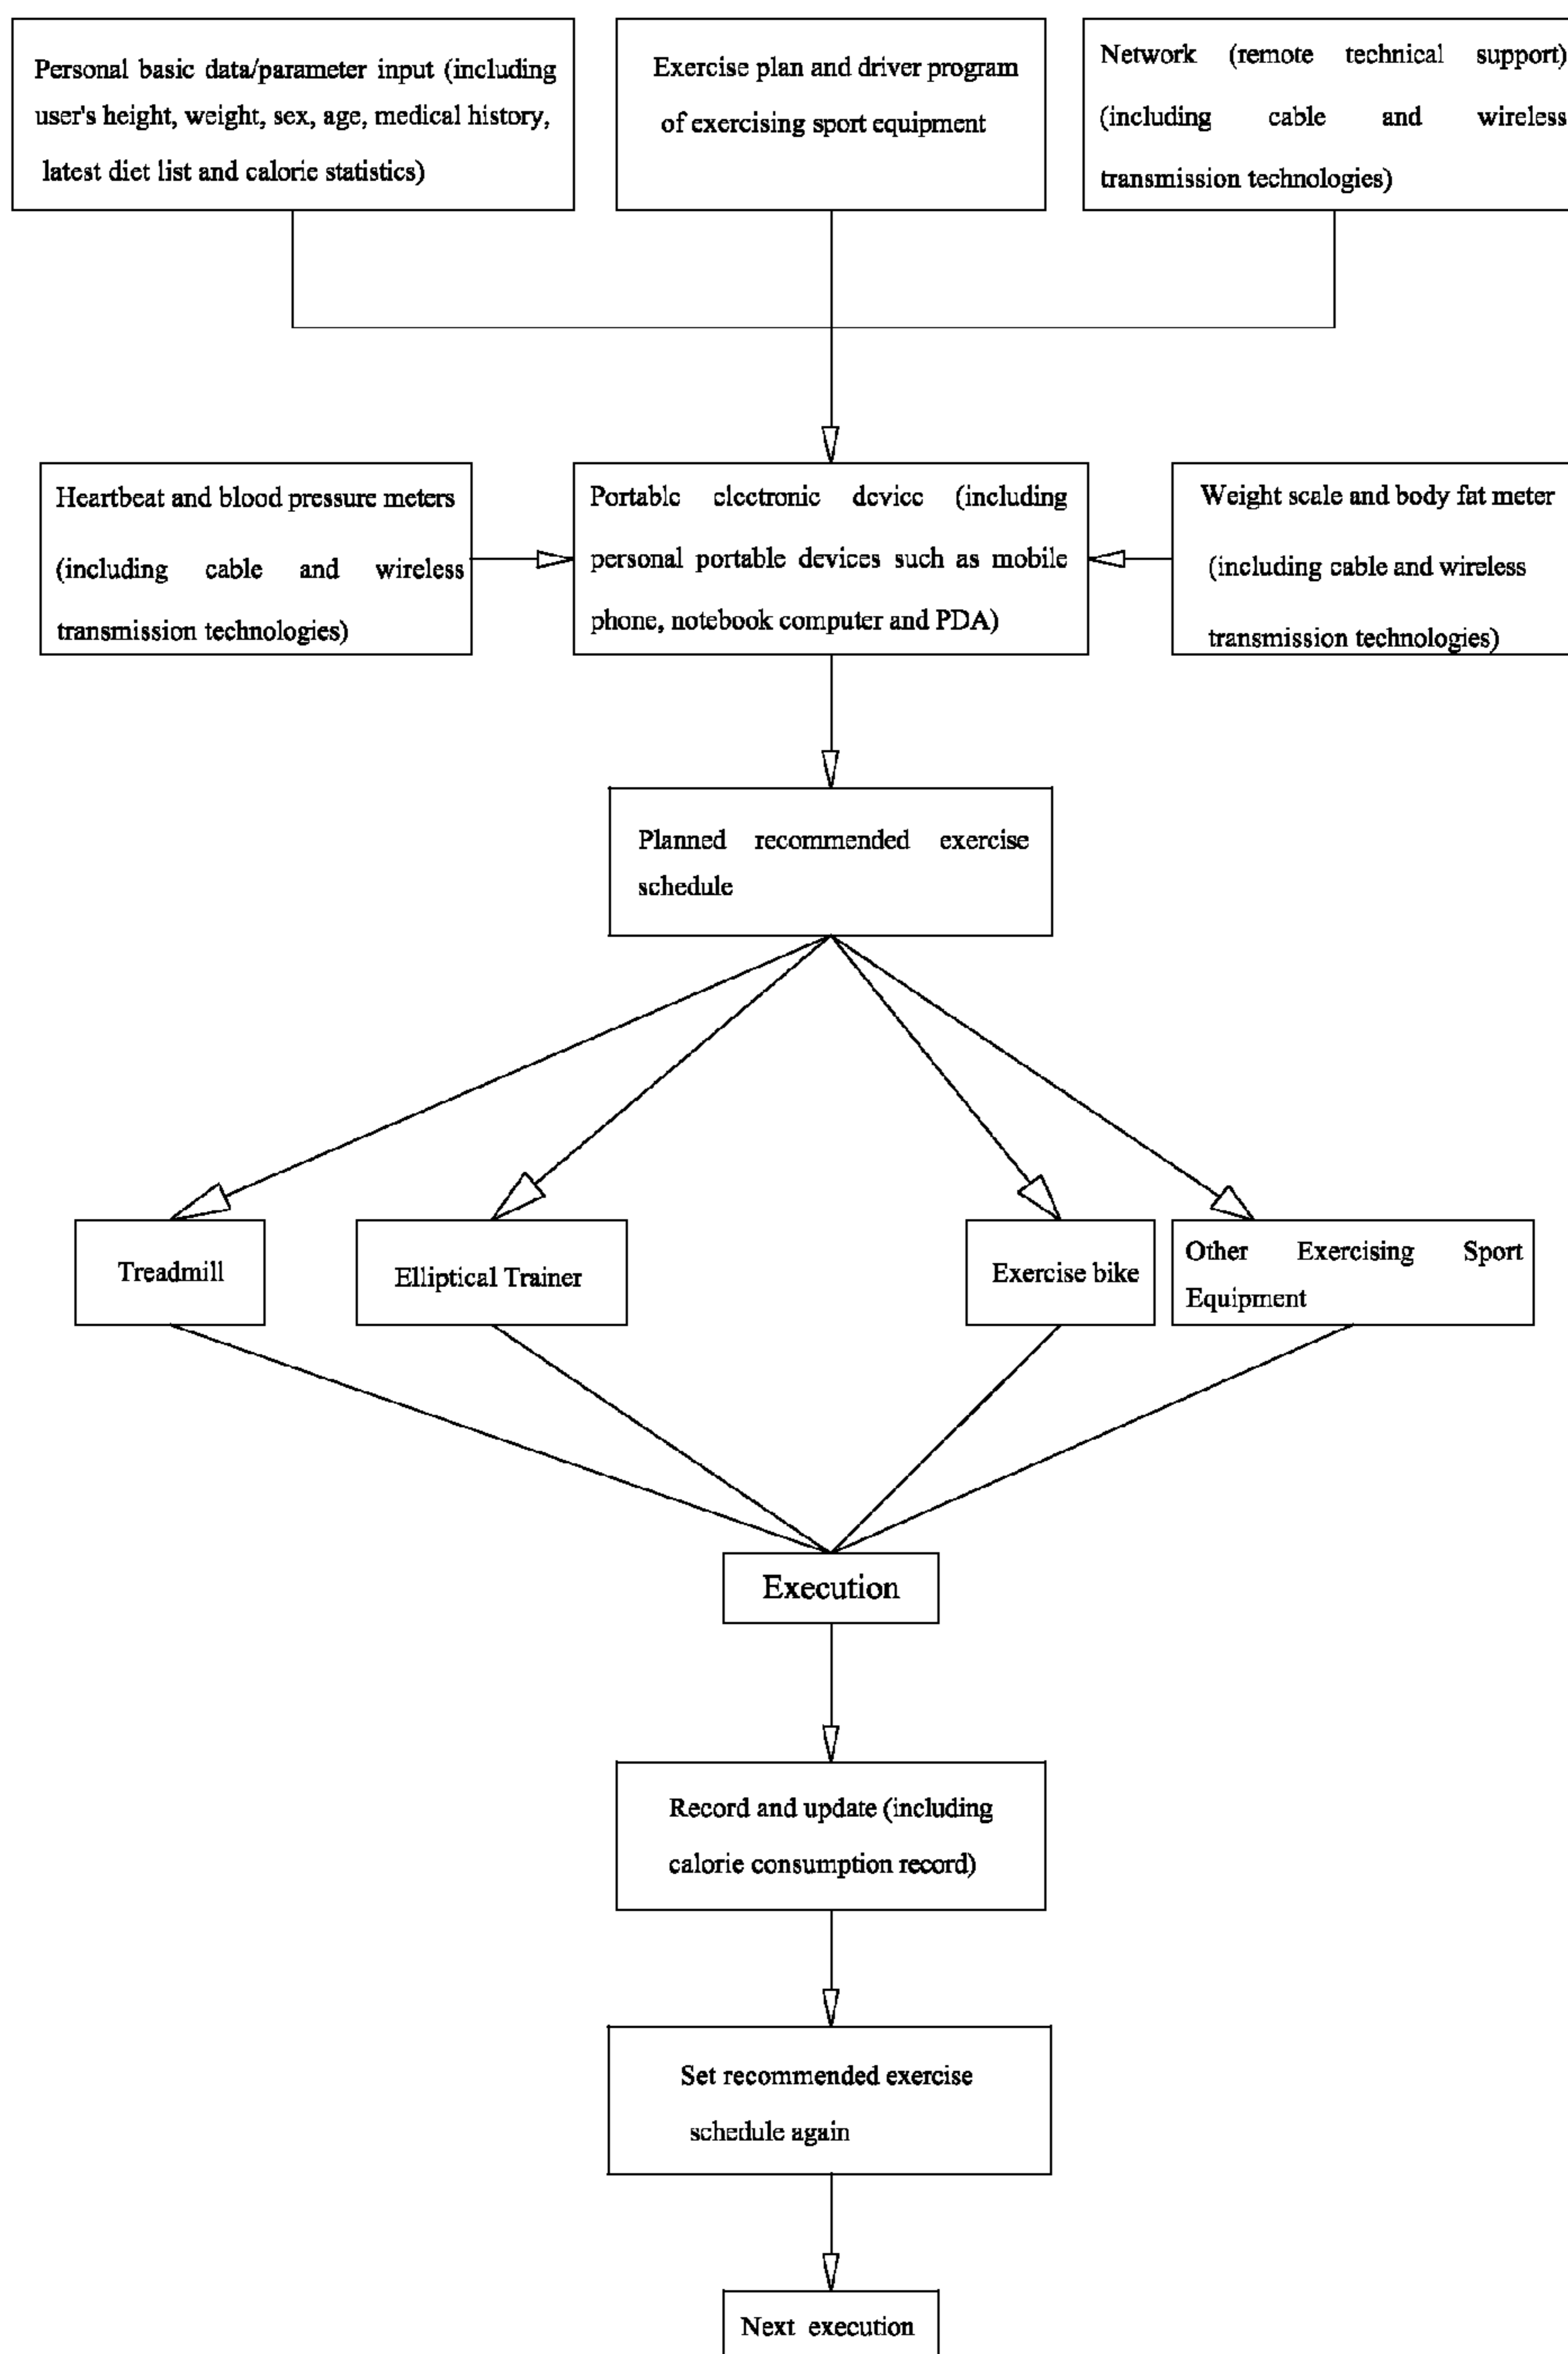 Personal basic data/parameter input (including
user's height, weight, sex, age, medical history,
latest diet list and calorie statistics)
Exercise plan and driver program
of exercising sport equipment
Network (remote technical support)
(including cable and wireless
transmission technologies)
Heartbeat and blood pressure meters
(including cable and wireless
transmission technologies)
Portable electronic device (including
personal portable devices such as mobile
phone, notebook computer and PDA)
Weight scale and body fat meter
(including cable and wireless
transmission technologies)
Planned recommended exercise
schedule
Treadmill
Elliptical Trainer
Exercise bike
Other Exercising Sport
Equipment
Execution
Record and update (including
calorie consumption record)
Set recommended exercise
schedule again
Next execution